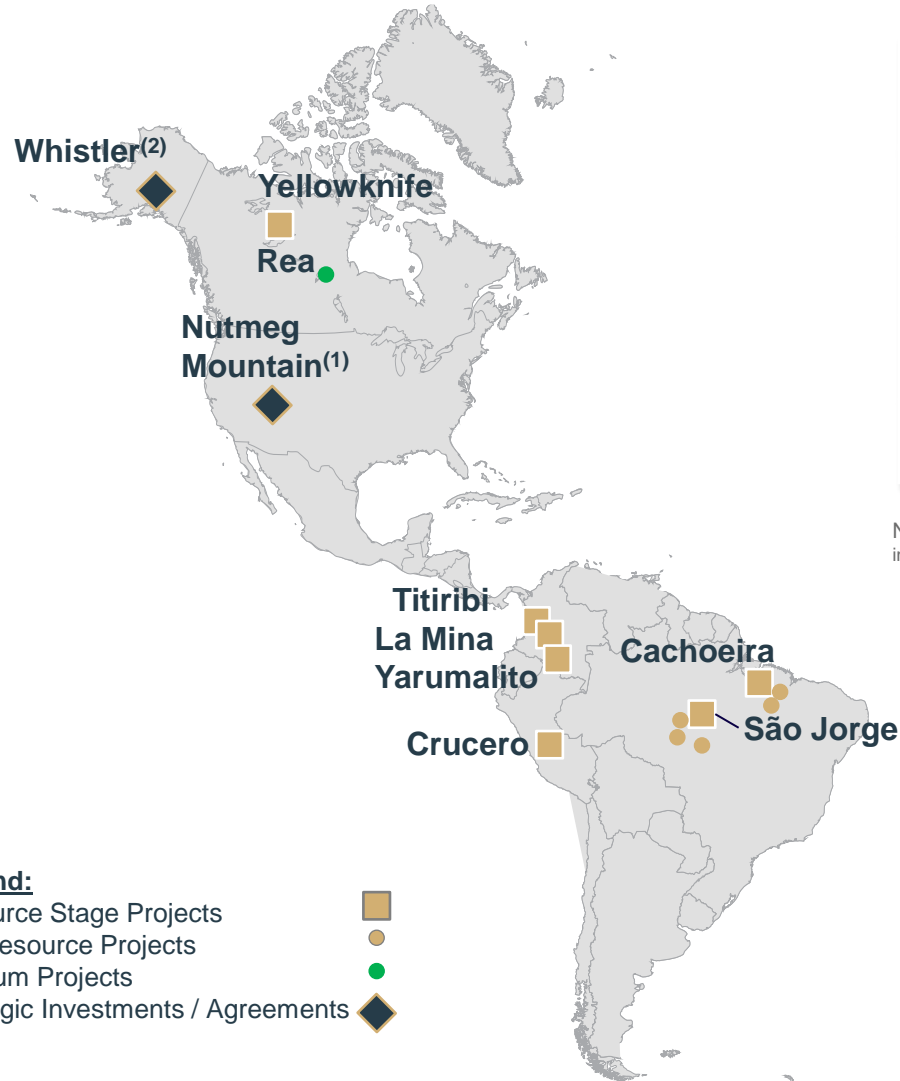 Whistler(2)
Yellowknife
Rea
Nutmeg
Mountain(1)
N
in
Titiribi
La Mina
Yarumalito
Cachoeira
São Jorge
Crucero
nd:
urce Stage Projects
esource Projects
um Projects
gic Investments / Agreements